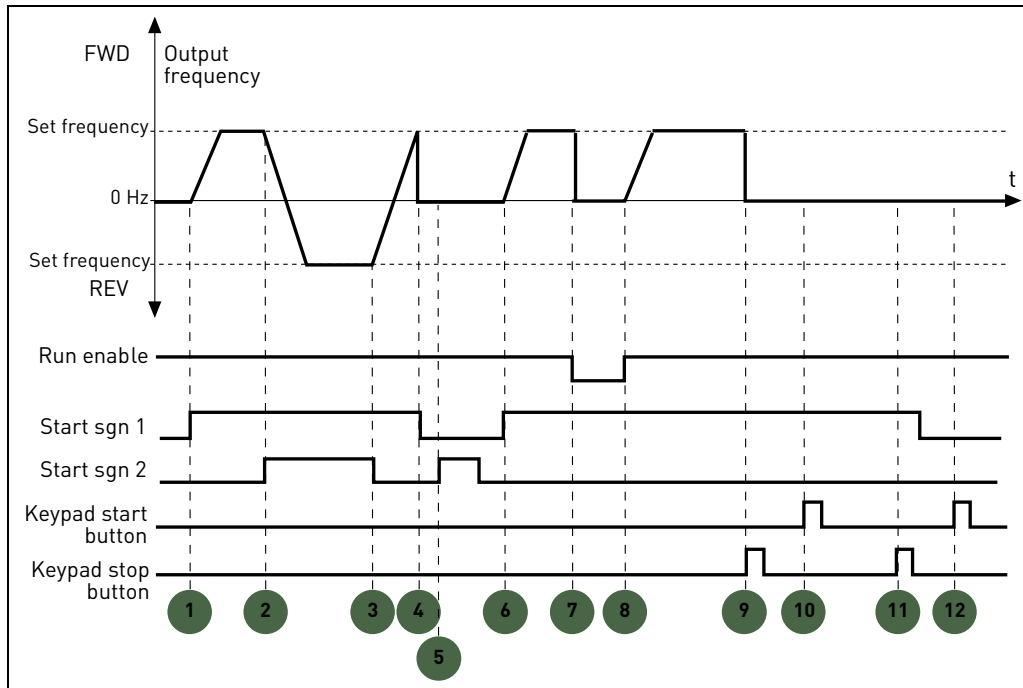 FWD
Output
frequency
Set frequency
0 Hz
t
Set frequency
REV
Run enable
Start sgn 1
Start sgn 2
Keypad start
button
Keypad stop
button
1
2
3
4
6
7
8
9
10
11
12
5